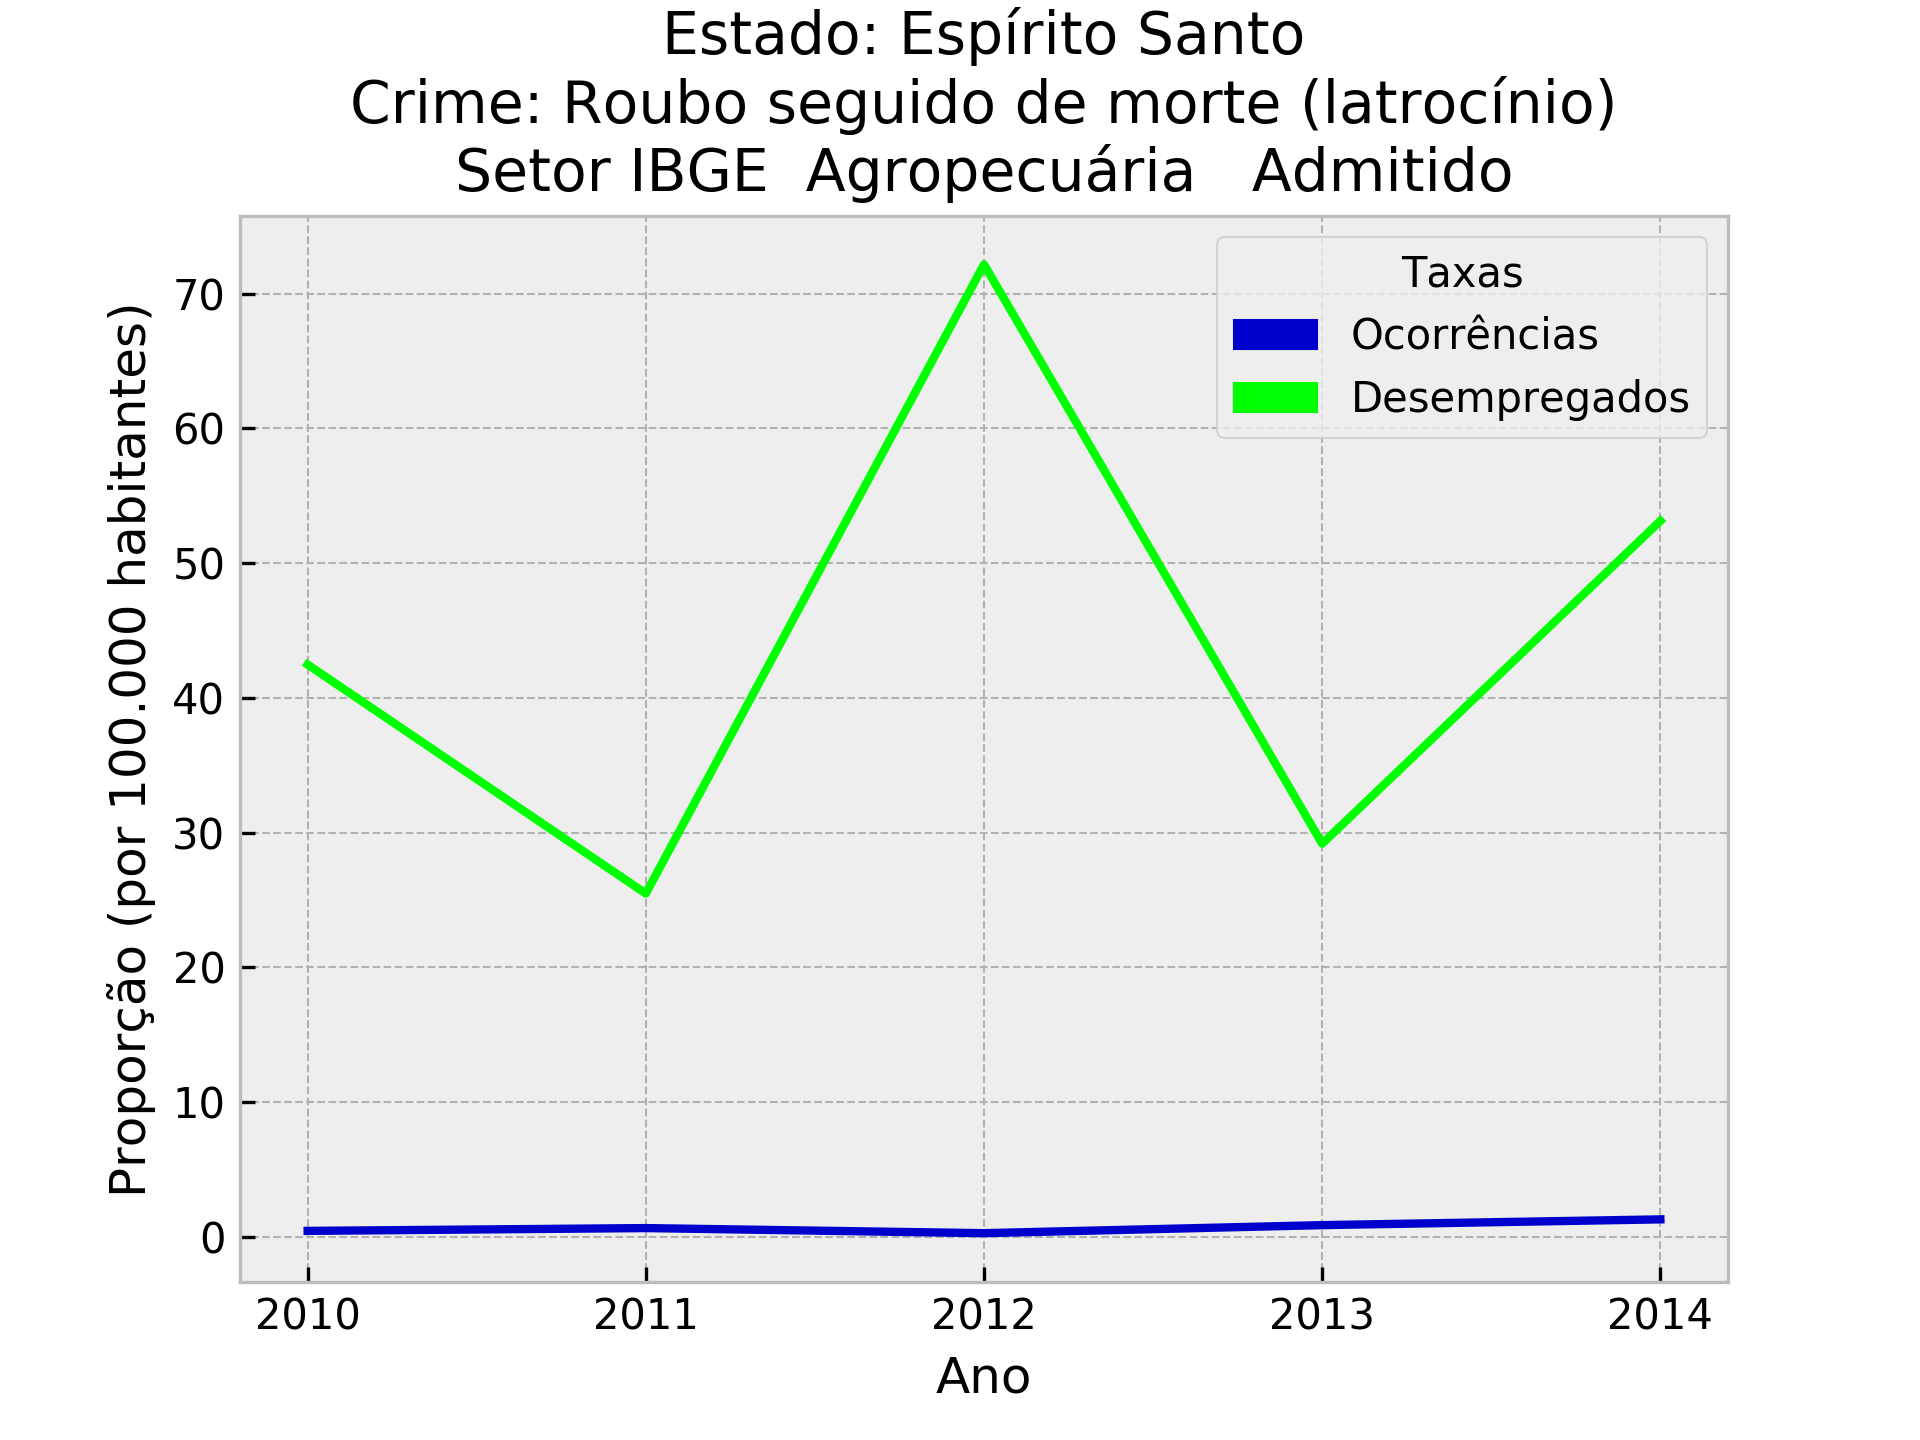 Estado: Espírito Santo
Crime: Roubo seguido de morte (latrocínio)
Setor IBGE  Agropecuária   Admitido
Proporção (por 100.000 habitantes)
70
60
50
40
30
20
10
0
Taxas
Ocorrências
Desempregados
2010
2011
2012
2013
2014
Ano